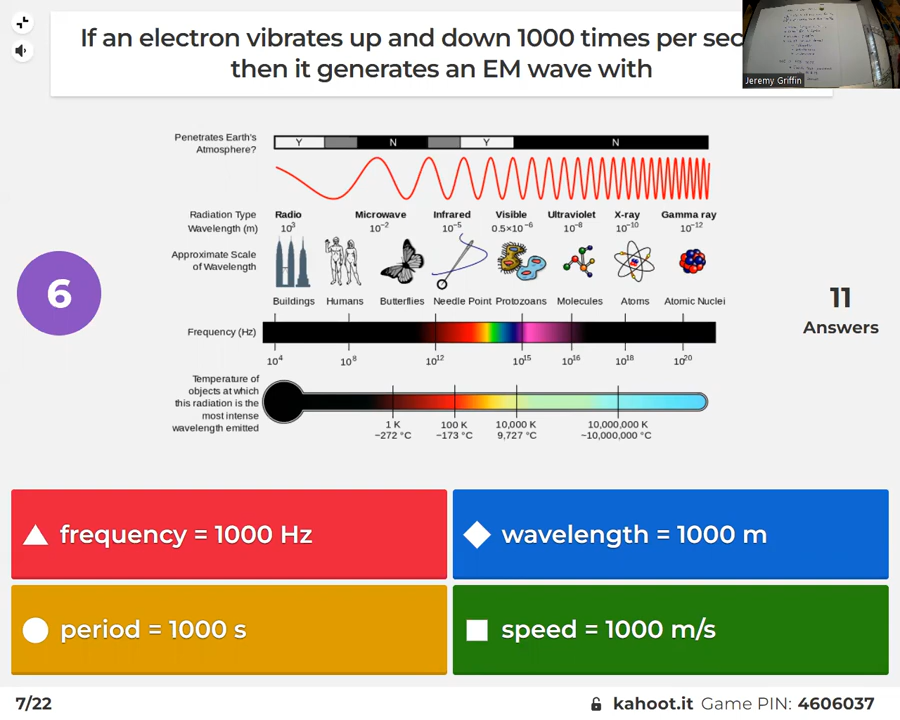 If an electron vibrates up and down 1000 times per sec
then it generates an EM wave with
Jeremy Griffin
Penetrates Earth's
Atmosphere?
Y N Y N
Radiation Type
Radio Microwave Infrared Visible Ultraviolet X-ray Gamma ray
Wavelength (m)
10³ 10⁻² 10⁻⁵ 0.5×10⁻⁶ 10⁻⁸ 10⁻¹⁰ 10⁻¹²
Approximate Scale
of Wavelength
Buildings Humans Butterflies Needle Point Protozoans Molecules Atoms Atomic Nuclei
6
11
Answers
Frequency (Hz)
10⁴ 10⁸ 10¹² 10¹⁵ 10¹⁶ 10¹⁸ 10²⁰
Temperature of
objects at which
this radiation is the
most intense
wavelength emitted
1 K 100 K 10,000 K 10,000,000 K
−272 °C −173 °C 9,727 °C ~10,000,000 °C
frequency = 1000 Hz
wavelength = 1000 m
period = 1000 s
speed = 1000 m/s
7/22
kahoot.it Game PIN: 4606037